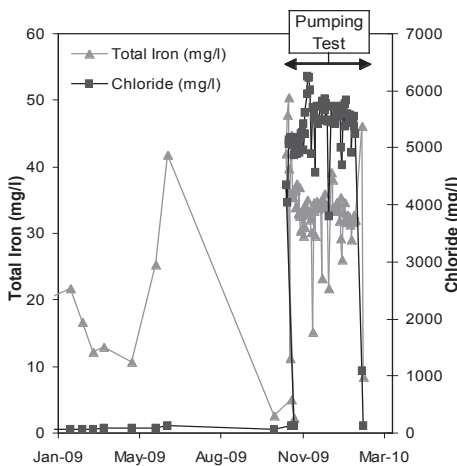 Pumping
Test
Total Iron (mg/l)
Chloride (mg/l)
60
50
40
30
20
10
0
Total Iron (mg/l)
7000
6000
5000
4000
3000
2000
1000
0
Chloride (mg/l)
Jan-09
May-09
Aug-09
Nov-09
Mar-10